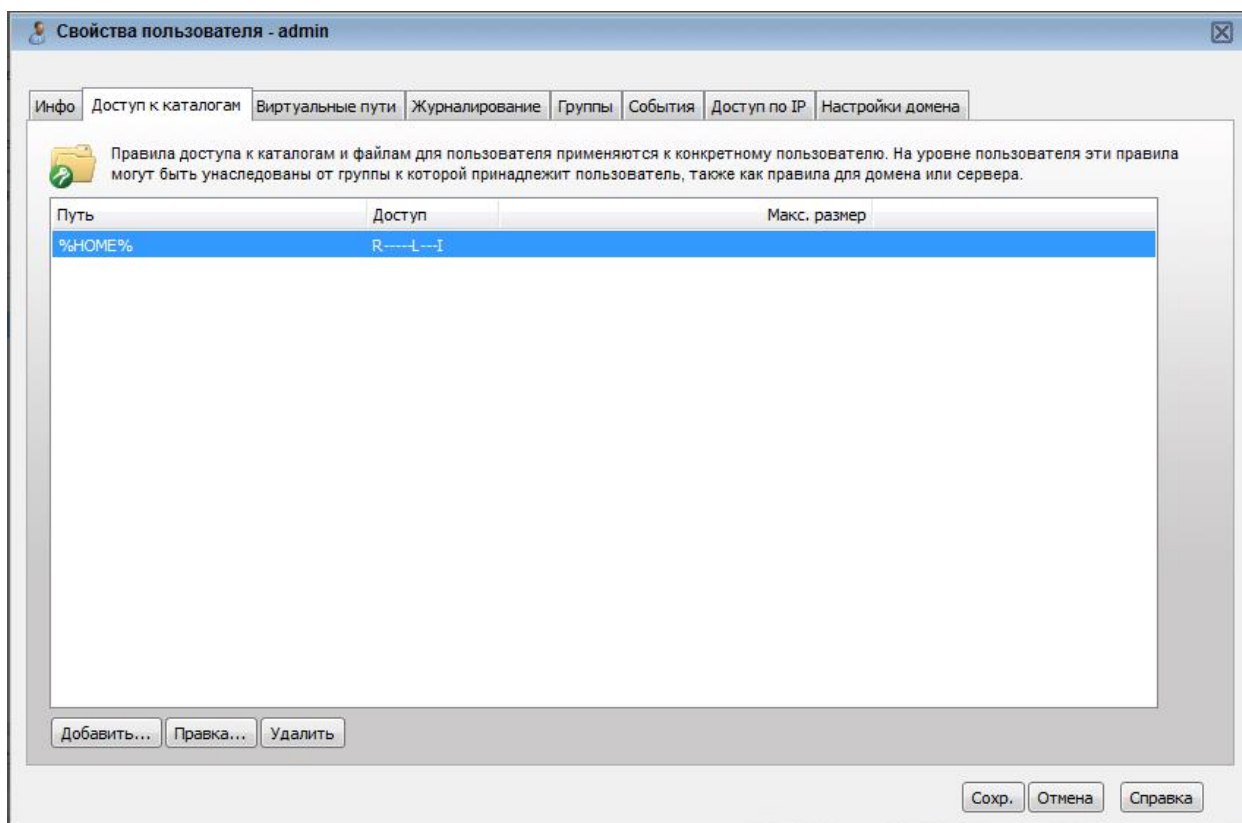 Свойства пользователя - admin
Инфо Доступ к каталогам Виртуальные пути Журналирование Группы События Доступ по IP Настройки домена
Правила доступа к каталогам и файлам для пользователя применяются к конкретному пользователю. На уровне пользователя эти правила
могут быть унаследованы от группы к которой принадлежит пользователь, также как правила для домена или сервера.
Путь Доступ Макс. размер
%HOME% R-----L---I
Добавить... Правка... Удалить
Сохр. Отмена Справка